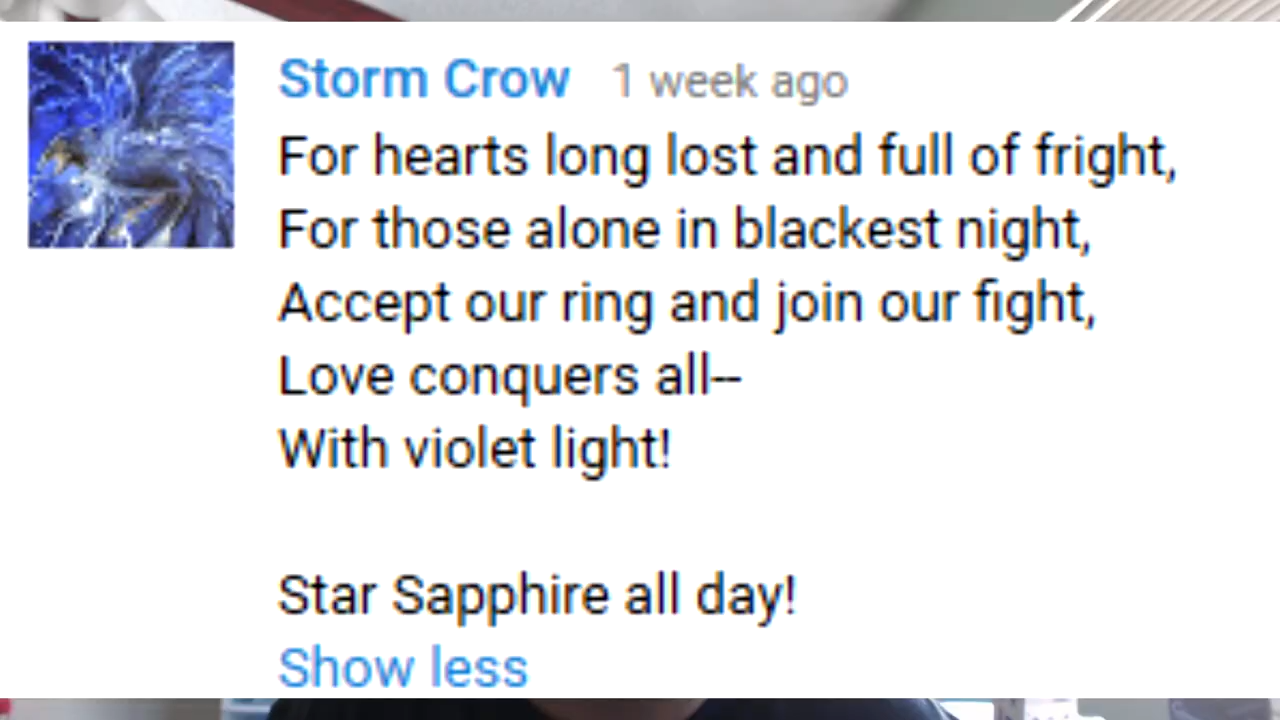 Storm Crow 1 week ago
For hearts long lost and full of fright,
For those alone in blackest night,
Accept our ring and join our fight,
Love conquers all--
With violet light!
Star Sapphire all day!
Show less